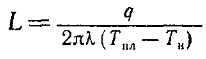 L = q / 2πλ (Tпл — Tн)